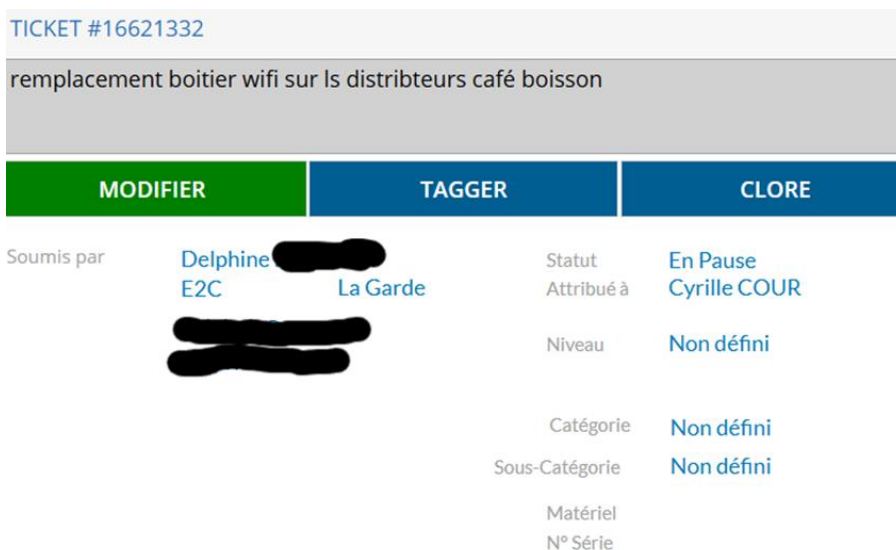 TICKET #16621332
remplacement boitier wifi sur ls distribteurs café boisson
MODIFIER TAGGER CLORE
Soumis par Delphine Statut En Pause
E2C La Garde Attribué à Cyrille COUR
Niveau Non défini
Catégorie Non défini
Sous-Catégorie Non défini
Matériel
N° Série